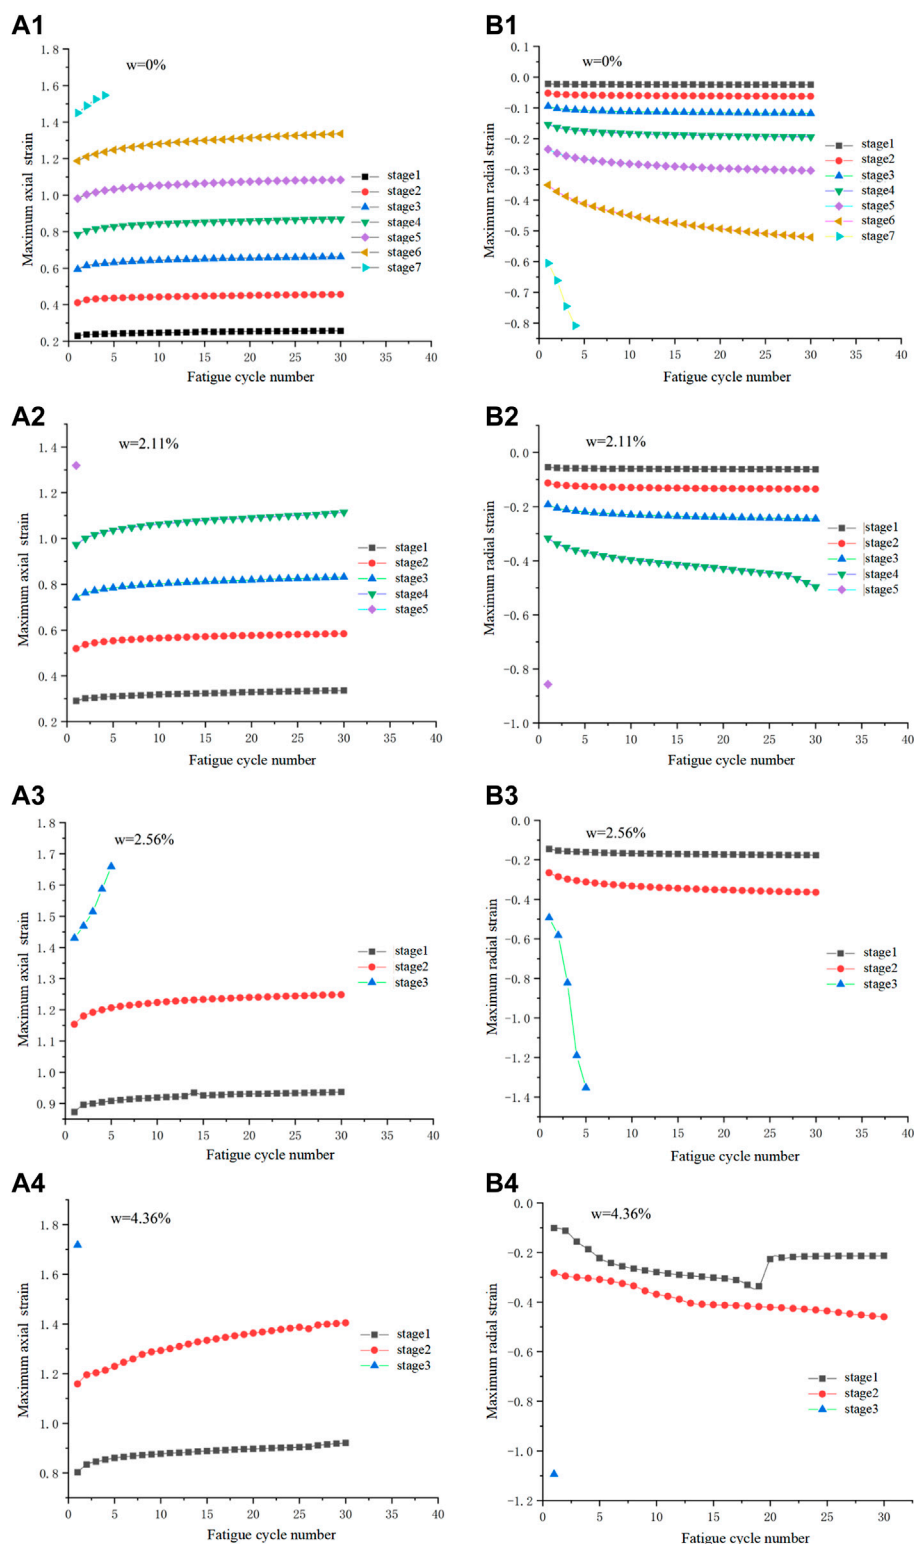 A1
w=0%
Maximum axial strain
1.8
1.6
1.4
1.2
1.0
0.8
0.6
0.4
0.2
0 5 10 15 20 25 30 35 40
Fatigue cycle number
stage1
stage2
stage3
stage4
stage5
stage6
stage7
B1
w=0%
Maximum radial strain
0.1
0.0
-0.1
-0.2
-0.3
-0.4
-0.5
-0.6
-0.7
-0.8
0 5 10 15 20 25 30 35 40
Fatigue cycle number
stage1
stage2
stage3
stage4
stage5
stage6
stage7
A2
w=2.11%
Maximum axial strain
1.4
1.2
1.0
0.8
0.6
0.4
0.2
0 5 10 15 20 25 30 35 40
Fatigue cycle number
stage1
stage2
stage3
stage4
stage5
B2
w=2.11%
Maximum radial strain
0.0
-0.2
-0.4
-0.6
-0.8
-1.0
0 5 10 15 20 25 30 35 40
Fatigue cycle number
stage1
stage2
stage3
stage4
stage5
A3
w=2.56%
Maximum axial strain
1.8
1.7
1.6
1.5
1.4
1.3
1.2
1.1
1.0
0.9
0 5 10 15 20 25 30 35 40
Fatigue cycle number
stage1
stage2
stage3
B3
w=2.56%
Maximum radial strain
0.0
-0.2
-0.4
-0.6
-0.8
-1.0
-1.2
-1.4
0 5 10 15 20 25 30 35 40
Fatigue cycle number
stage1
stage2
stage3
A4
w=4.36%
Maximum axial strain
1.8
1.6
1.4
1.2
1.0
0.8
0 5 10 15 20 25 30 35 40
Fatigue cycle number
stage1
stage2
stage3
B4
w=4.36%
Maximum radial strain
0.0
-0.2
-0.4
-0.6
-0.8
-1.0
-1.2
0 5 10 15 20 25 30
Fatigue cycle number
stage1
stage2
stage3